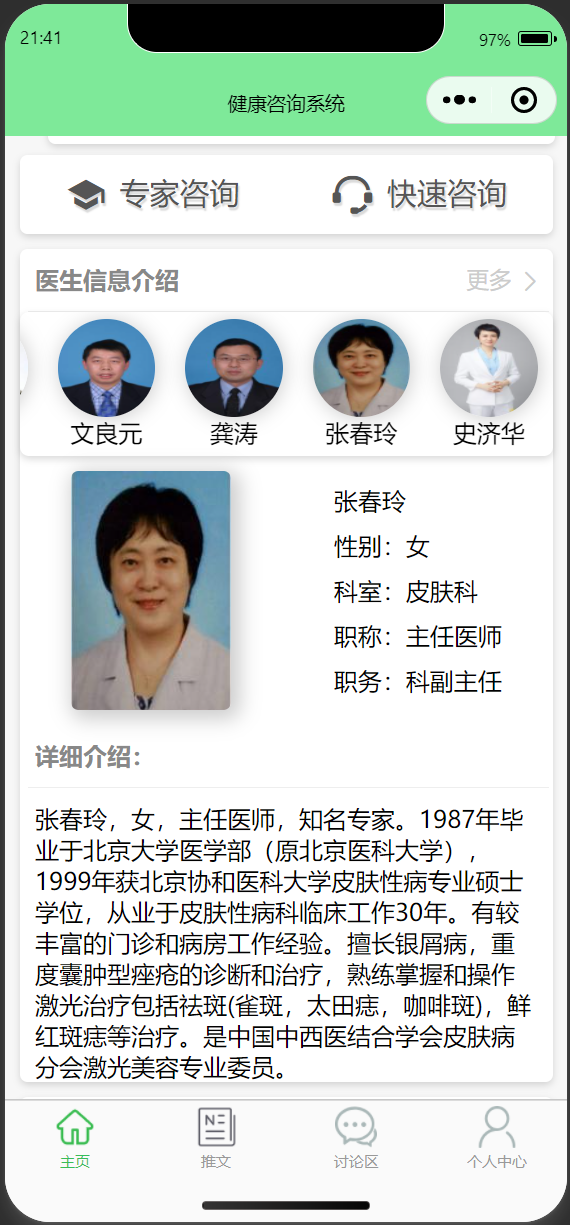 21:41
97%
健康咨询系统
专家咨询 快速咨询
医生信息介绍 更多
文良元 龚涛 张春玲 史济华
张春玲
性别：女
科室：皮肤科
职称：主任医师
职务：科副主任
详细介绍：
张春玲，女，主任医师，知名专家。1987年毕
业于北京大学医学部（原北京医科大学），
1999年获北京协和医科大学皮肤性病专业硕士
学位，从业于皮肤性病科临床工作30年。有较
丰富的门诊和病房工作经验。擅长银屑病，重
度囊肿型痤疮的诊断和治疗，熟练掌握和操作
激光治疗包括祛斑(雀斑，太田痣，咖啡斑)，鲜
红斑痣等治疗。是中国中西医结合学会皮肤病
分会激光美容专业委员。
NE
主页 推文 讨论区 个人中心